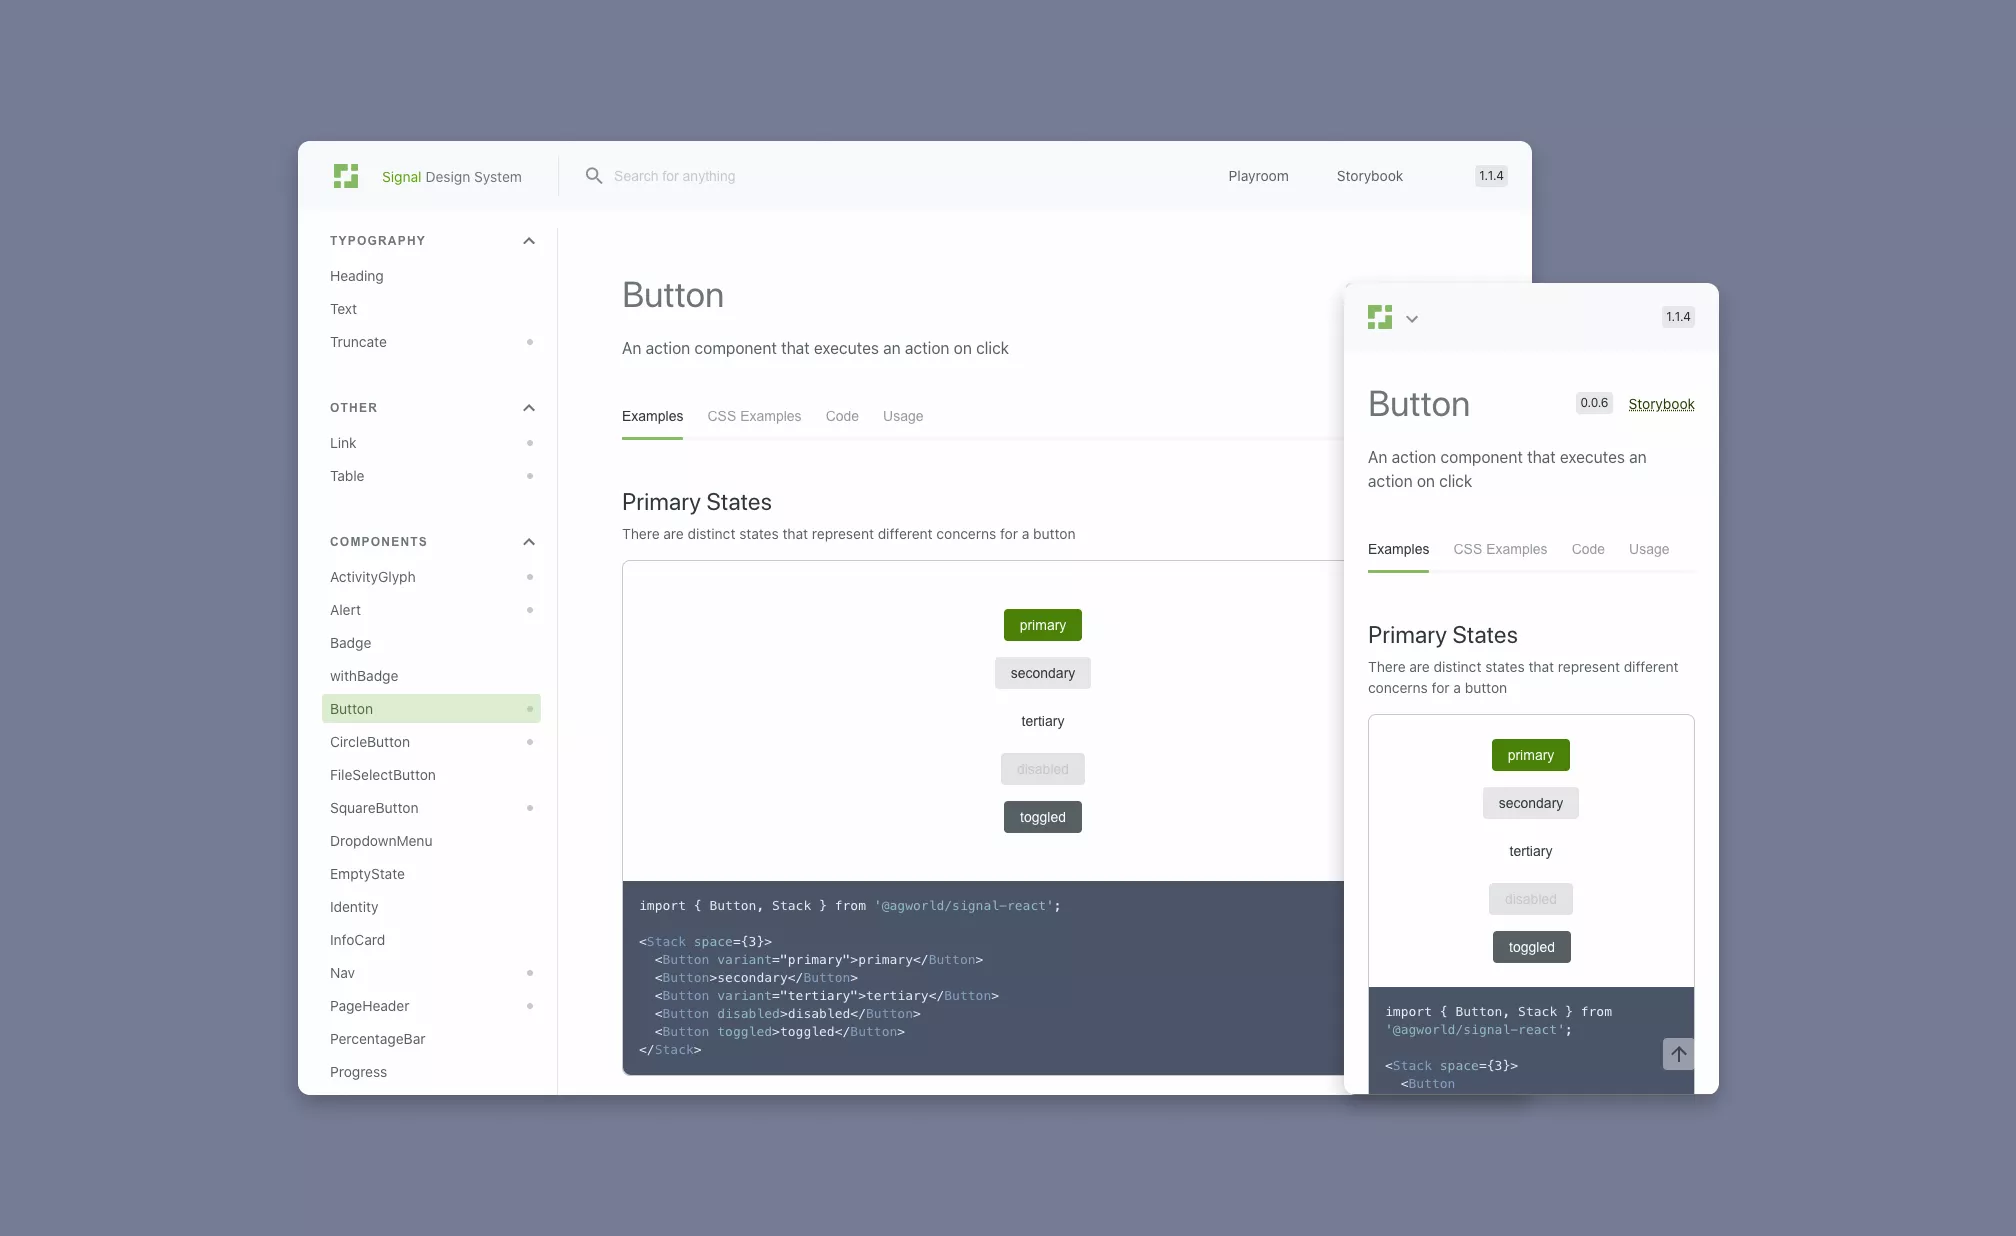 Signal Design System
Search for anything
Playroom
Storybook
1.1.4
TYPOGRAPHY
Heading
Text
Truncate
OTHER
Link
Table
COMPONENTS
ActivityGlyph
Alert
Badge
withBadge
Button
CircleButton
FileSelectButton
SquareButton
DropdownMenu
EmptyState
Identity
InfoCard
Nav
PageHeader
PercentageBar
Progress
Button
An action component that executes an action on click
Examples CSS Examples Code Usage
Primary States
There are distinct states that represent different concerns for a button
primary
secondary
tertiary
disabled
toggled
import { Button, Stack } from '@agworld/signal-react';
<Stack space={3}>
<Button variant="primary">primary</Button>
<Button>secondary</Button>
<Button variant="tertiary">tertiary</Button>
<Button disabled>disabled</Button>
<Button toggled>toggled</Button>
</Stack>
1.1.4
Button
0.0.6
Storybook
An action component that executes an
action on click
Examples CSS Examples Code Usage
Primary States
There are distinct states that represent different
concerns for a button
primary
secondary
tertiary
disabled
toggled
import { Button, Stack } from
'@agworld/signal-react';
<Stack space={3}>
<Button